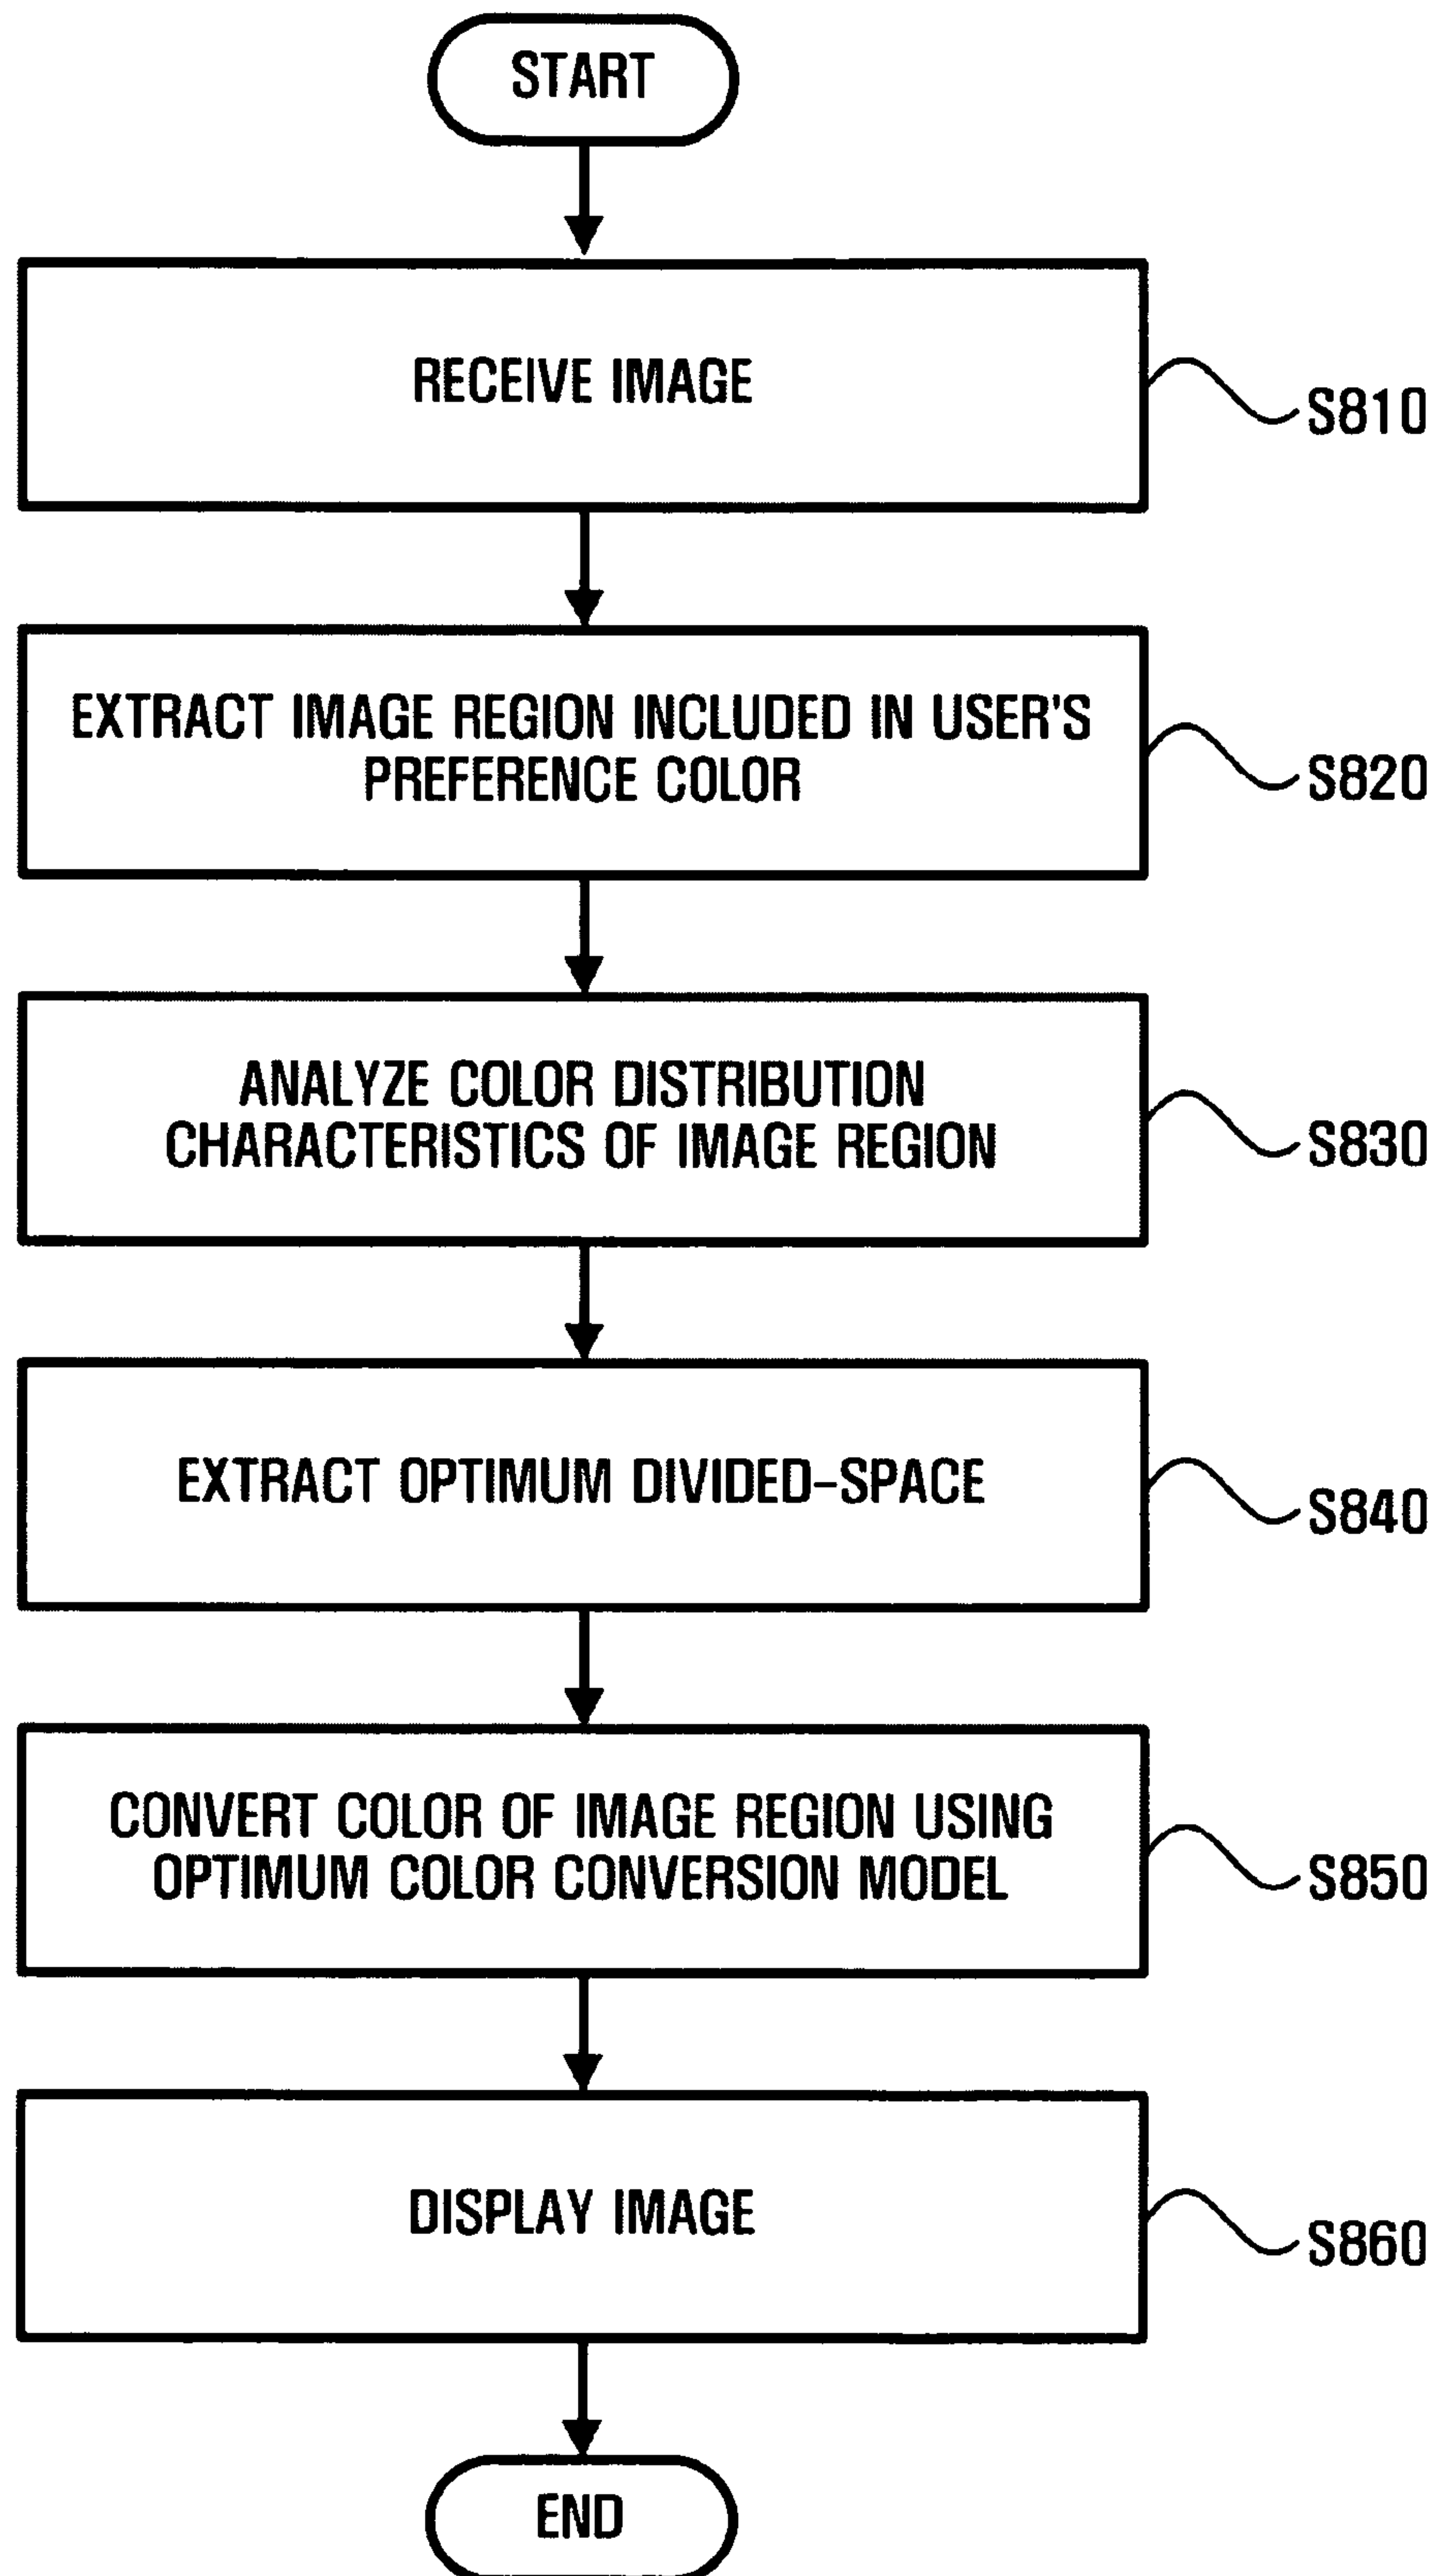 START
RECEIVE IMAGE
S810
EXTRACT IMAGE REGION INCLUDED IN USER'S
PREFERENCE COLOR
S820
ANALYZE COLOR DISTRIBUTION
CHARACTERISTICS OF IMAGE REGION
S830
EXTRACT OPTIMUM DIVIDED-SPACE
S840
CONVERT COLOR OF IMAGE REGION USING
OPTIMUM COLOR CONVERSION MODEL
S850
DISPLAY IMAGE
S860
END